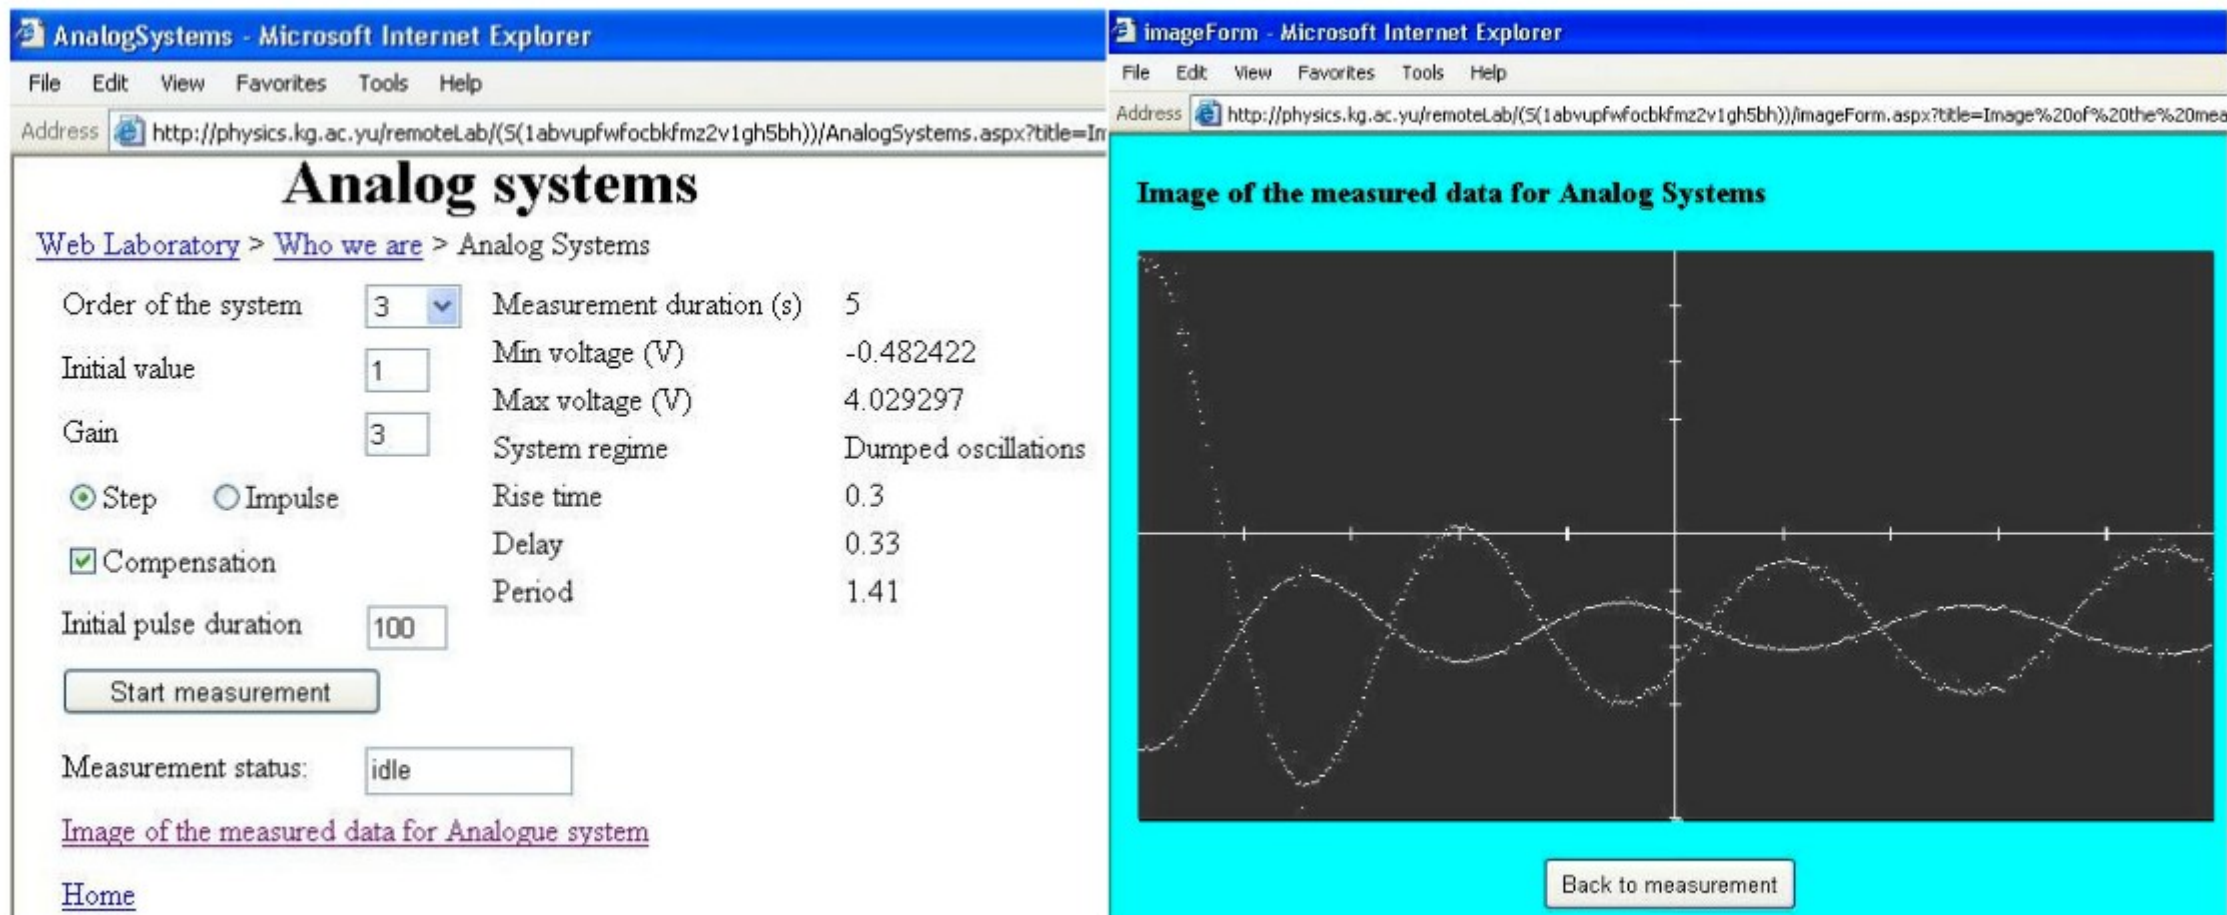 AnalogSystems - Microsoft Internet Explorer
File Edit View Favorites Tools Help
Address http://physics.kg.ac.yu/remoteLab/(S(1abvupfwfocbkfmz2v1gh5bh))/AnalogSystems.aspx?title=Im
Analog systems
Web Laboratory > Who we are > Analog Systems
Order of the system 3
Initial value 1
Gain 3
Step Impulse
Compensation
Initial pulse duration 100
Start measurement
Measurement status: idle
Image of the measured data for Analogue system
Home
Measurement duration (s) 5
Min voltage (V) -0.482422
Max voltage (V) 4.029297
System regime Dumped oscillations
Rise time 0.3
Delay 0.33
Period 1.41
imageForm - Microsoft Internet Explorer
File Edit View Favorites Tools Help
Address http://physics.kg.ac.yu/remoteLab/(S(1abvupfwfocbkfmz2v1gh5bh))/imageForm.aspx?title=Image%20of%20the%20mea
Image of the measured data for Analog Systems
Back to measurement